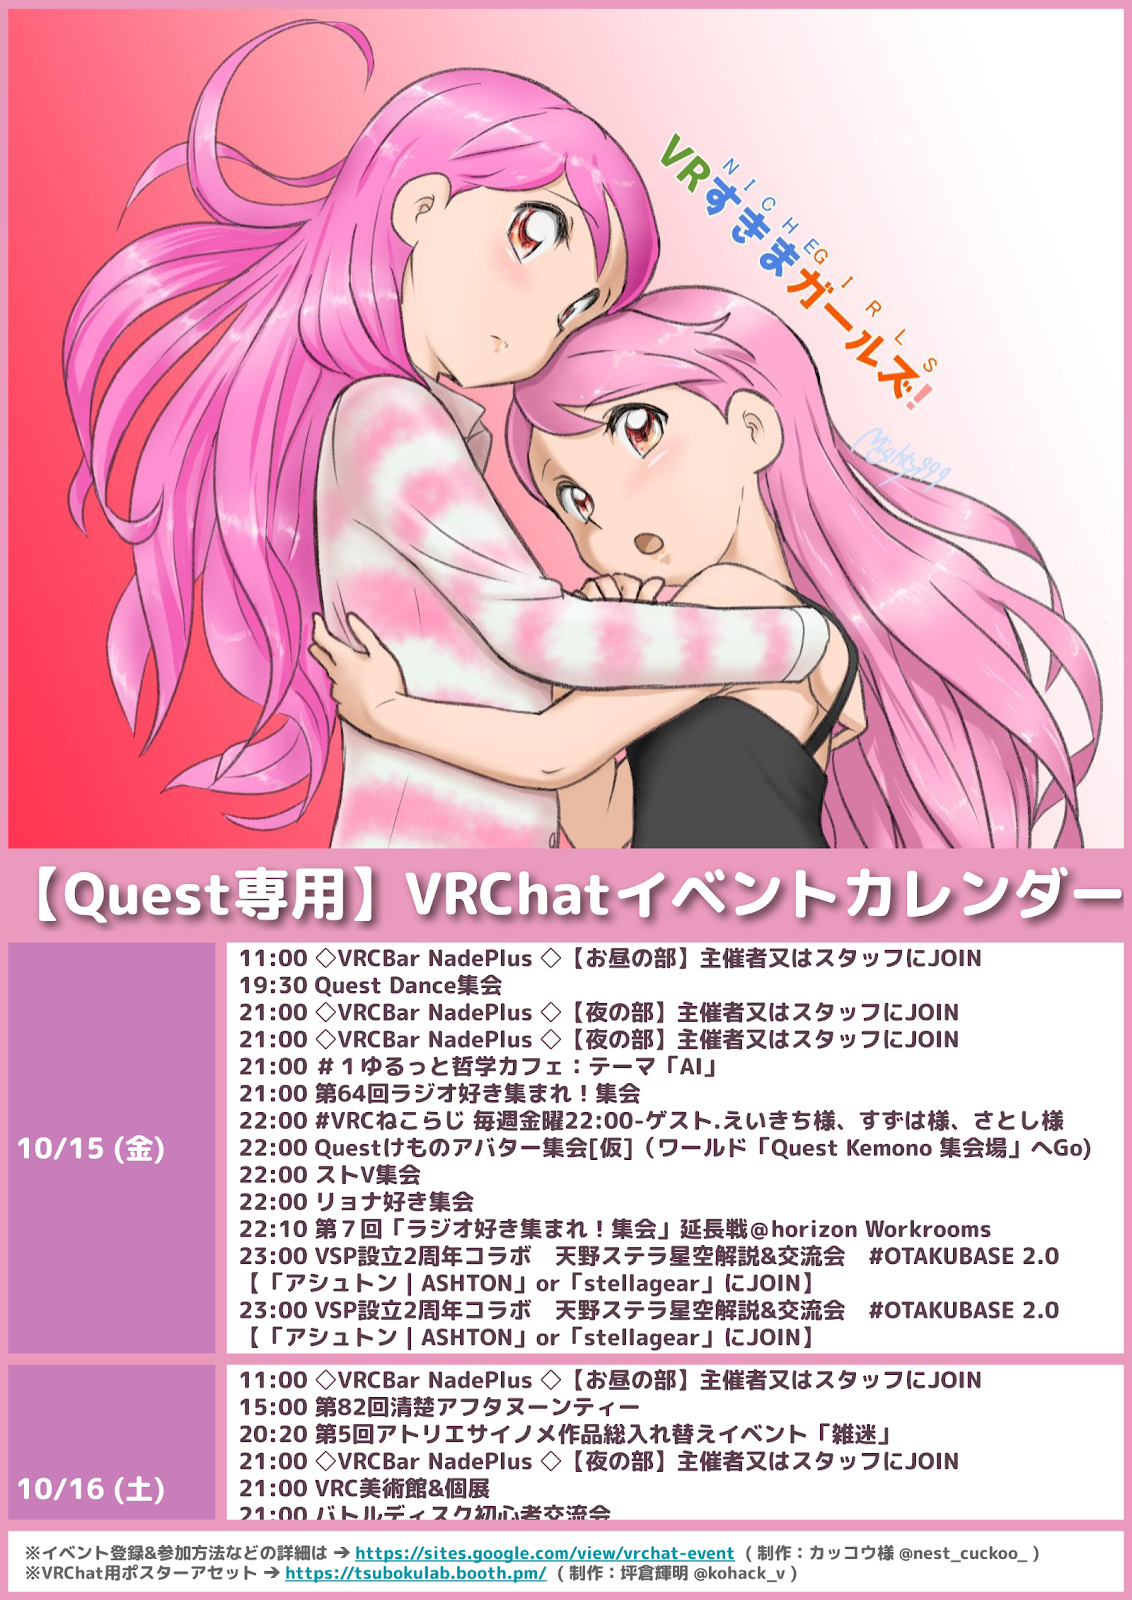 NICHE GIRLS
VRすきまガールズ!
Mighty999
【Quest専用】VRChatイベントカレンダー
10/15 (金)
11:00 ◇VRCBar NadePlus ◇【お昼の部】主催者又はスタッフにJOIN
19:30 Quest Dance集会
21:00 ◇VRCBar NadePlus ◇【夜の部】主催者又はスタッフにJOIN
21:00 ◇VRCBar NadePlus ◇【夜の部】主催者又はスタッフにJOIN
21:00 ＃１ゆるっと哲学カフェ：テーマ「AI」
21:00 第64回ラジオ好き集まれ！集会
22:00 #VRCねこらじ 毎週金曜22:00-ゲスト.えいきち様、すずは様、さとし様
22:00 Questけものアバター集会[仮]（ワールド「Quest Kemono 集会場」へGo)
22:00 ストV集会
22:00 リョナ好き集会
22:10 第７回「ラジオ好き集まれ！集会」延長戦＠horizon Workrooms
23:00 VSP設立2周年コラボ　天野ステラ星空解説&交流会　#OTAKUBASE 2.0
【「アシュトン | ASHTON」or「stellagear」にJOIN】
23:00 VSP設立2周年コラボ　天野ステラ星空解説&交流会　#OTAKUBASE 2.0
【「アシュトン | ASHTON」or「stellagear」にJOIN】
10/16 (土)
11:00 ◇VRCBar NadePlus ◇【お昼の部】主催者又はスタッフにJOIN
15:00 第82回清楚アフタヌーンティー
20:20 第5回アトリエサイノメ作品総入れ替えイベント「雑迷」
21:00 ◇VRCBar NadePlus ◇【夜の部】主催者又はスタッフにJOIN
21:00 VRC美術館&個展
21:00 バトルディスク初心者交流会
※イベント登録&参加方法などの詳細は → https://sites.google.com/view/vrchat-event ( 制作：カッコウ様 @nest_cuckoo_ )
※VRChat用ポスターアセット → https://tsubokulab.booth.pm/ ( 制作：坪倉輝明 @kohack_v )